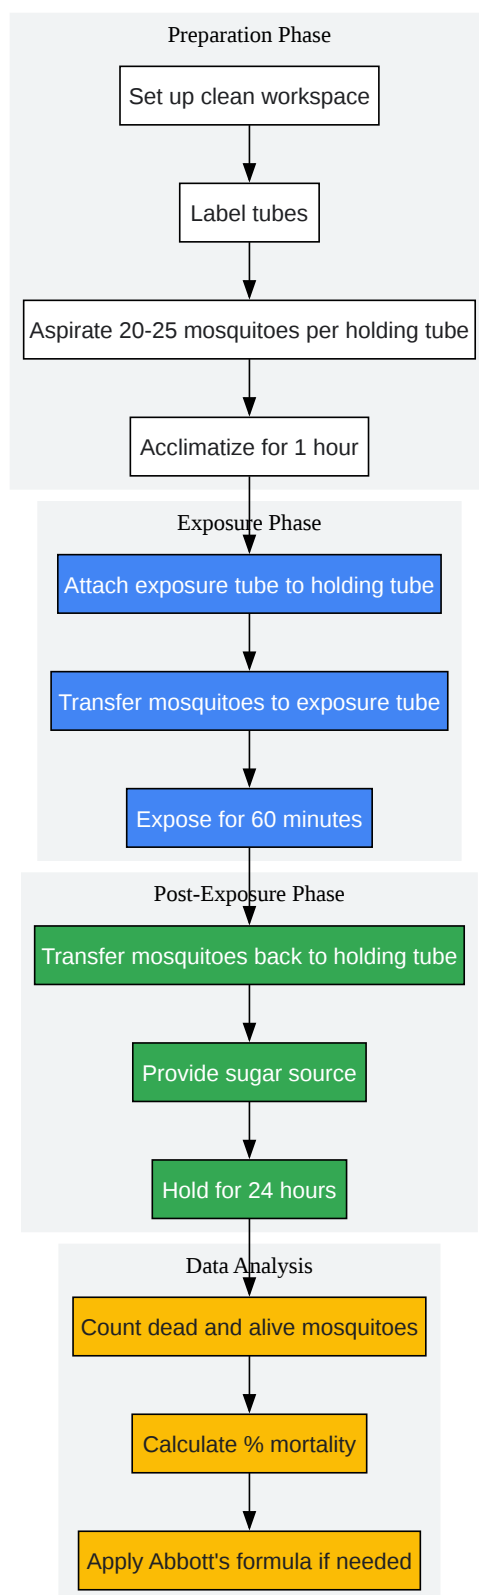 Preparation Phase
Set up clean workspace
Label tubes
Aspirate 20-25 mosquitoes per holding tube
Acclimatize for 1 hour
Exposure Phase
Attach exposure tube to holding tube
Transfer mosquitoes to exposure tube
Expose for 60 minutes
Post-Exposure Phase
Transfer mosquitoes back to holding tube
Provide sugar source
Hold for 24 hours
Data Analysis
Count dead and alive mosquitoes
Calculate % mortality
Apply Abbott's formula if needed